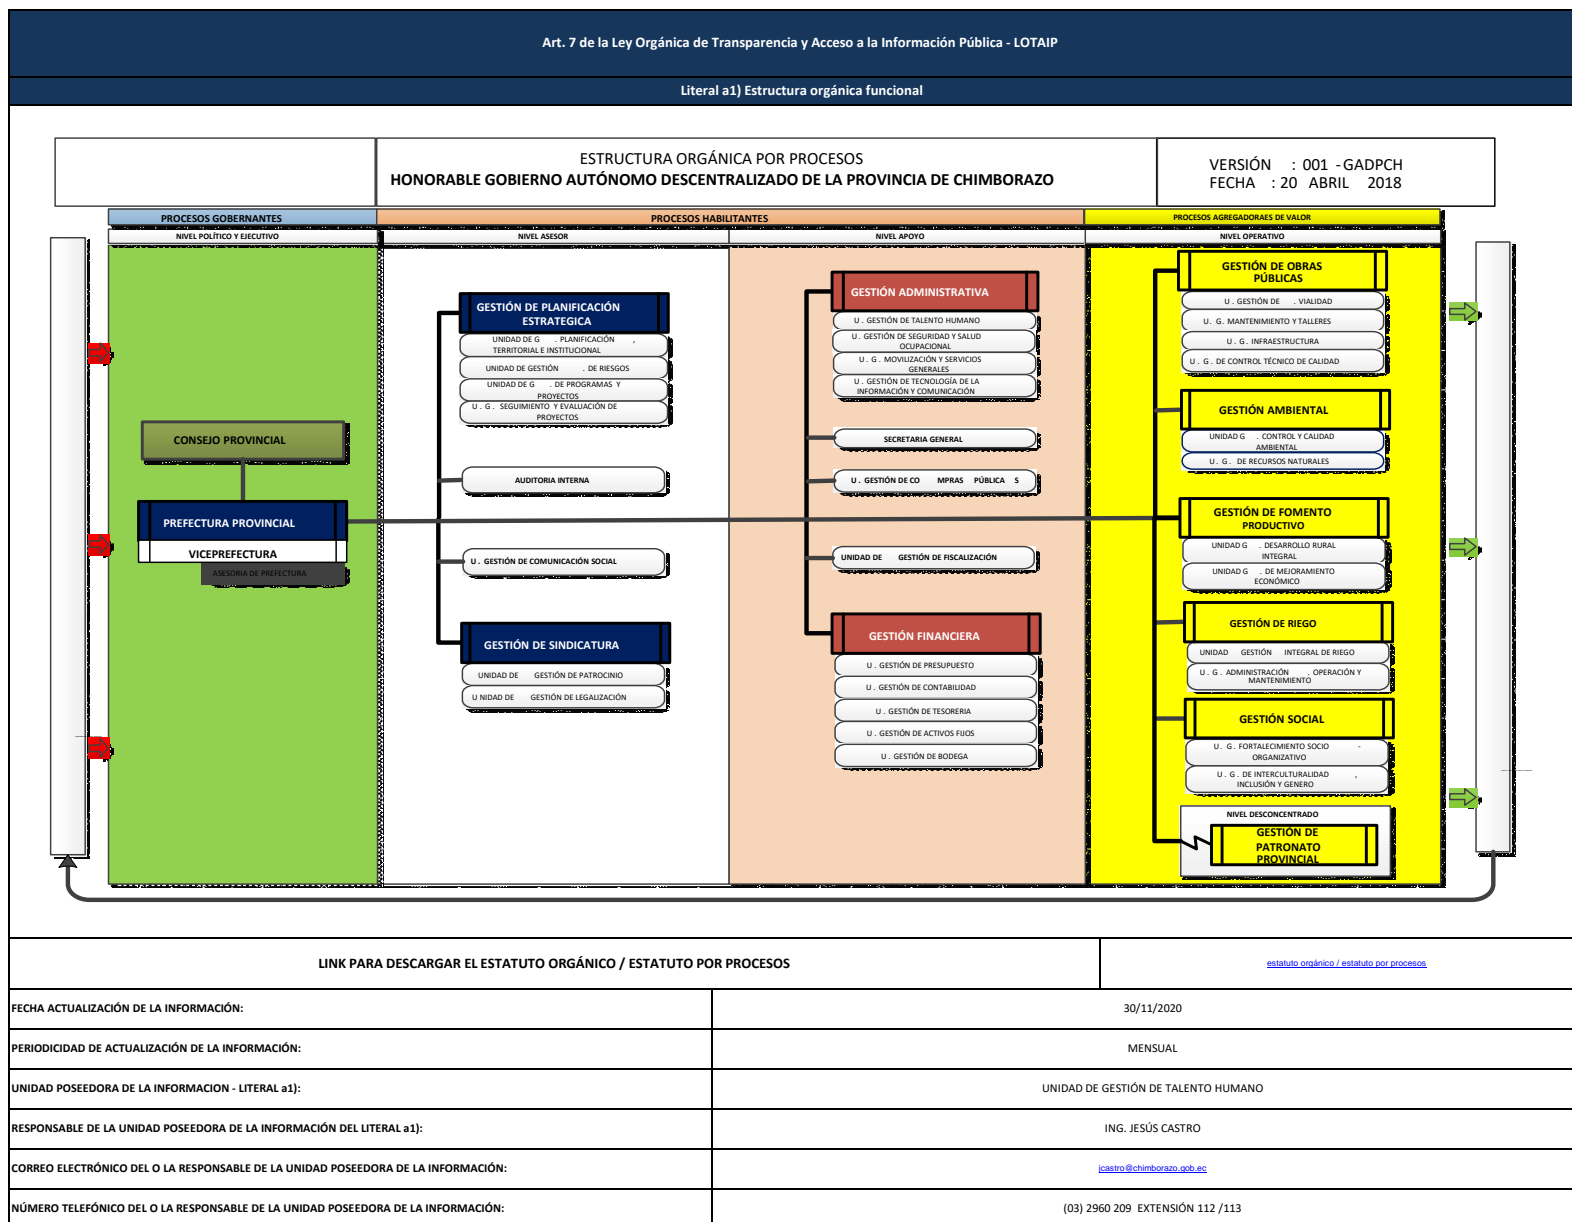 Art. 7 de la Ley Orgánica de Transparencia y Acceso a la Información Pública - LOTAIP
Literal a1) Estructura orgánica funcional
ESTRUCTURA ORGÁNICA POR PROCESOS
HONORABLE GOBIERNO AUTÓNOMO DESCENTRALIZADO DE LA PROVINCIA DE CHIMBORAZO
VERSIÓN : 001 - GADPCH
FECHA : 20 ABRIL 2018
PROCESOS GOBERNANTES
PROCESOS HABILITANTES
PROCESOS AGREGADORAES DE VALOR
NIVEL POLÍTICO Y EJECUTIVO
NIVEL ASESOR
NIVEL APOYO
NIVEL OPERATIVO
CONSEJO PROVINCIAL
PREFECTURA PROVINCIAL
VICEPREFECTURA
ASESORIA DE PREFECTURA
GESTIÓN DE PLANIFICACIÓN
ESTRATEGICA
UNIDAD DE G . PLANIFICACIÓN ,
TERRITORIAL E INSTITUCIONAL
UNIDAD DE GESTIÓN . DE RIESGOS
UNIDAD DE G . DE PROGRAMAS Y
PROYECTOS
U . G . SEGUIMIENTO Y EVALUACIÓN DE
PROYECTOS
AUDITORIA INTERNA
U . GESTIÓN DE COMUNICACIÓN SOCIAL
GESTIÓN DE SINDICATURA
UNIDAD DE GESTIÓN DE PATROCINIO
U NIDAD DE GESTIÓN DE LEGALIZACIÓN
GESTIÓN ADMINISTRATIVA
U . GESTIÓN DE TALENTO HUMANO
U . GESTIÓN DE SEGURIDAD Y SALUD
OCUPACIONAL
U . G . MOVILIZACIÓN Y SERVICIOS
GENERALES
U . GESTIÓN DE TECNOLOGÍA DE LA
INFORMACIÓN Y COMUNICACIÓN
SECRETARIA GENERAL
U . GESTIÓN DE CO MPRAS PÚBLICA S
UNIDAD DE GESTIÓN DE FISCALIZACIÓN
GESTIÓN FINANCIERA
U . GESTIÓN DE PRESUPUESTO
U . GESTIÓN DE CONTABILIDAD
U . GESTIÓN DE TESORERIA
U . GESTIÓN DE ACTIVOS FIJOS
U . GESTIÓN DE BODEGA
GESTIÓN DE OBRAS
PÚBLICAS
U . GESTIÓN DE . VIALIDAD
U . G . MANTENIMIENTO Y TALLERES
U . G . INFRAESTRUCTURA
U . G . DE CONTROL TÉCNICO DE CALIDAD
GESTIÓN AMBIENTAL
UNIDAD G . CONTROL Y CALIDAD
AMBIENTAL
U . G . DE RECURSOS NATURALES
GESTIÓN DE FOMENTO
PRODUCTIVO
UNIDAD G . DESARROLLO RURAL
INTEGRAL
UNIDAD G . DE MEJORAMIENTO
ECONÓMICO
GESTIÓN DE RIEGO
UNIDAD GESTIÓN INTEGRAL DE RIEGO
U . G . ADMINISTRACIÓN . OPERACIÓN Y
MANTENIMIENTO
GESTIÓN SOCIAL
U . G . FORTALECIMIENTO SOCIO -
ORGANIZATIVO
U . G . DE INTERCULTURALIDAD ,
INCLUSIÓN Y GENERO
NIVEL DESCONCENTRADO
GESTIÓN DE
PATRONATO
PROVINCIAL
LINK PARA DESCARGAR EL ESTATUTO ORGÁNICO / ESTATUTO POR PROCESOS
estatuto orgánico / estatuto por procesos
FECHA ACTUALIZACIÓN DE LA INFORMACIÓN:
30/11/2020
PERIODICIDAD DE ACTUALIZACIÓN DE LA INFORMACIÓN:
MENSUAL
UNIDAD POSEEDORA DE LA INFORMACION - LITERAL a1):
UNIDAD DE GESTIÓN DE TALENTO HUMANO
RESPONSABLE DE LA UNIDAD POSEEDORA DE LA INFORMACIÓN DEL LITERAL a1):
ING. JESÚS CASTRO
CORREO ELECTRÓNICO DEL O LA RESPONSABLE DE LA UNIDAD POSEEDORA DE LA INFORMACIÓN:
jcastro@chimborazo.gob.ec
NÚMERO TELEFÓNICO DEL O LA RESPONSABLE DE LA UNIDAD POSEEDORA DE LA INFORMACIÓN:
(03) 2960 209 EXTENSIÓN 112 /113